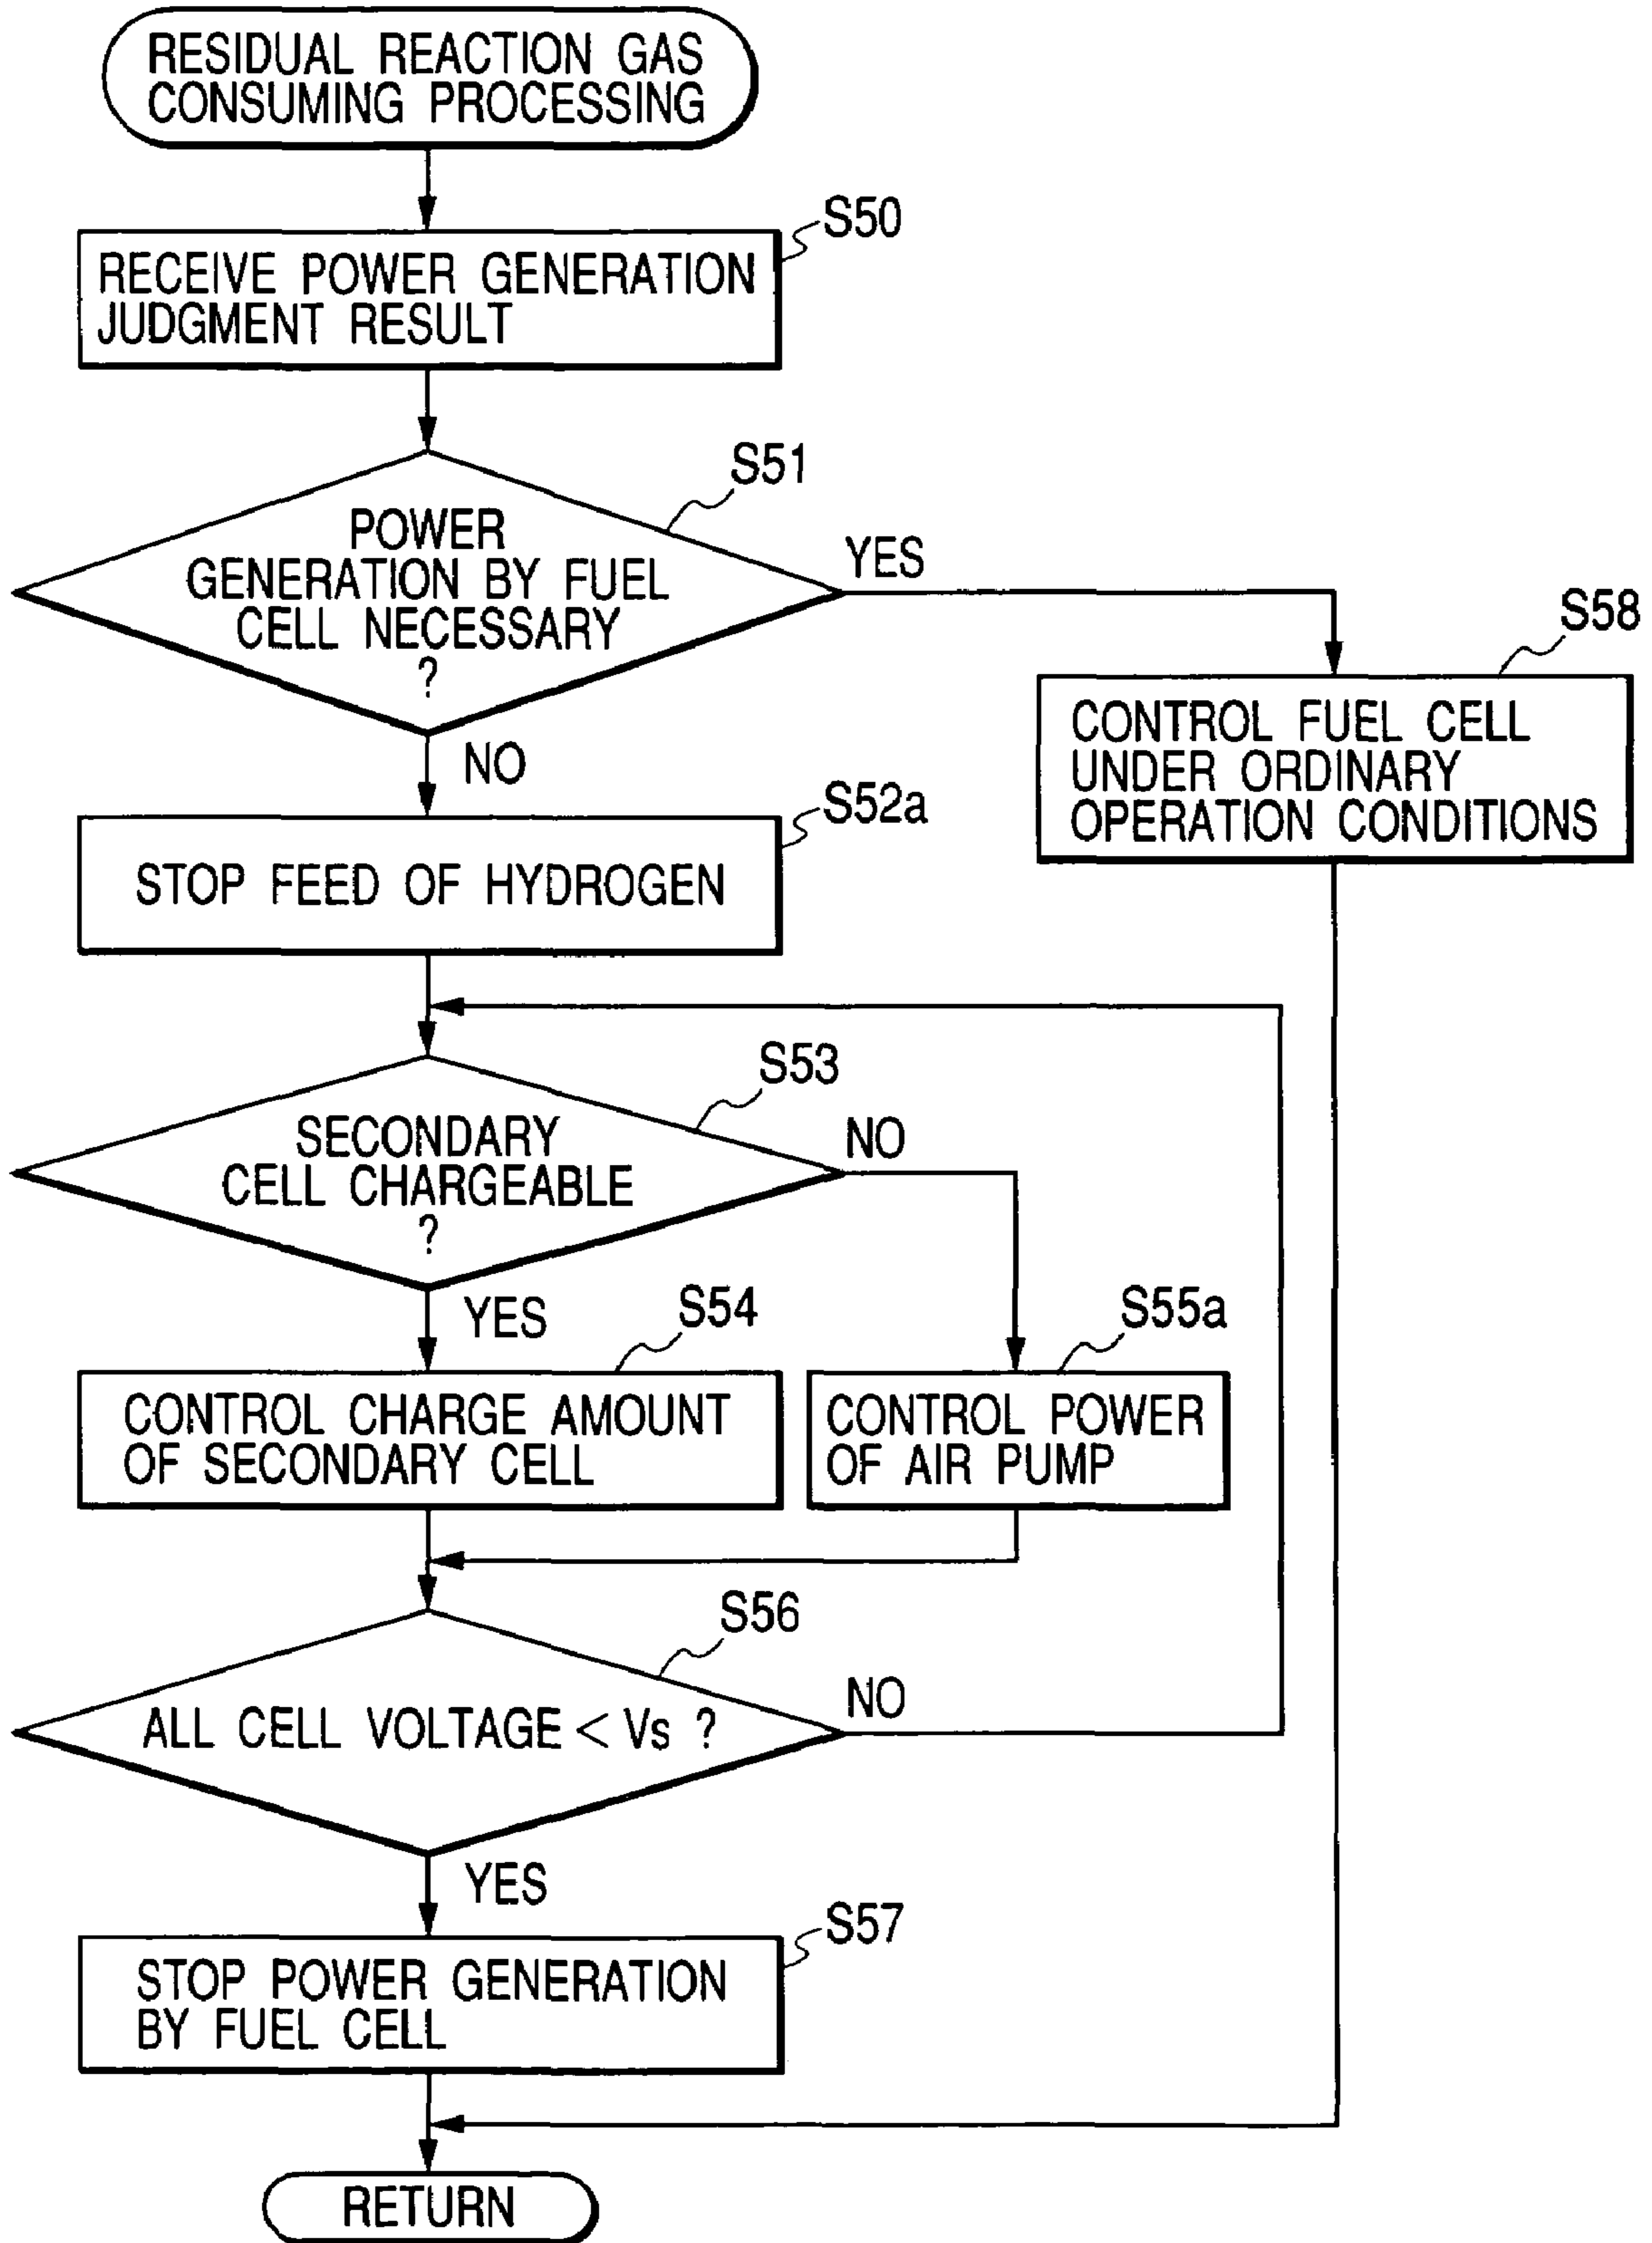 RESIDUAL REACTION GAS
CONSUMING PROCESSING
S50
RECEIVE POWER GENERATION
JUDGMENT RESULT
S51
POWER
GENERATION BY FUEL
CELL NECESSARY
?
YES
NO
S58
CONTROL FUEL CELL
UNDER ORDINARY
OPERATION CONDITIONS
S52a
STOP FEED OF HYDROGEN
S53
SECONDARY
CELL CHARGEABLE
?
NO
YES
S54
CONTROL CHARGE AMOUNT
OF SECONDARY CELL
S55a
CONTROL POWER
OF AIR PUMP
S56
ALL CELL VOLTAGE < Vs ?
NO
YES
S57
STOP POWER GENERATION
BY FUEL CELL
RETURN